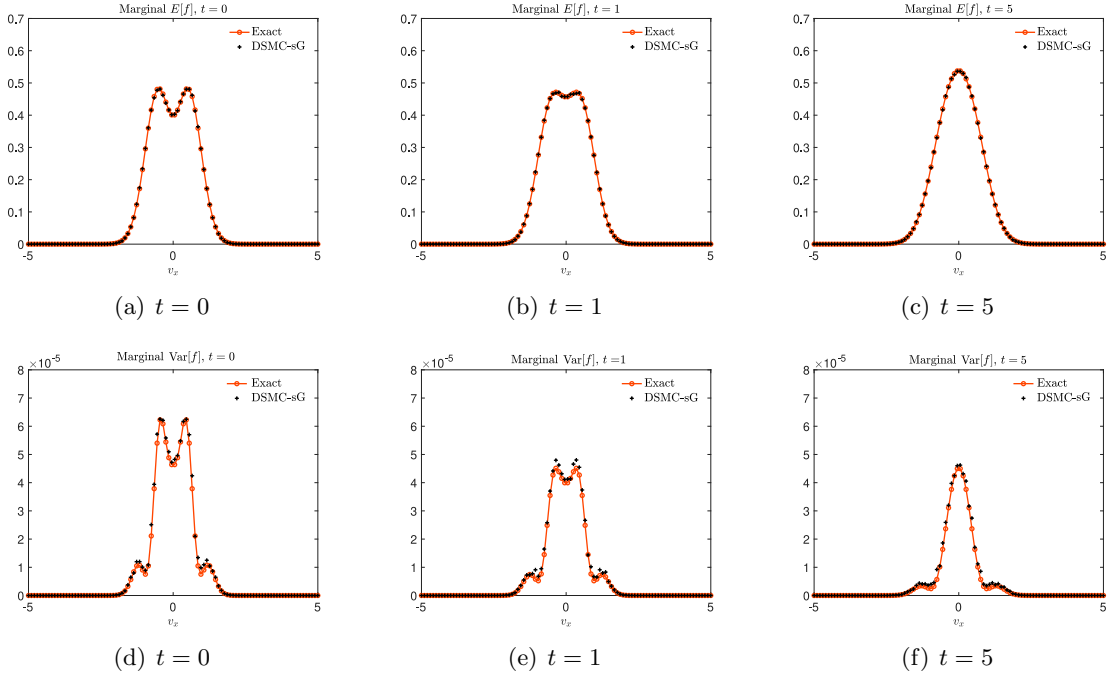 Marginal E[f], t = 0
0.7
0.6
0.5
0.4
0.3
0.2
0.1
0
-5 0 5
v_x
Exact
DSMC-sG
(a) t = 0
Marginal E[f], t = 1
0.7
0.6
0.5
0.4
0.3
0.2
0.1
0
-5 0 5
v_x
Exact
DSMC-sG
(b) t = 1
Marginal E[f], t = 5
0.7
0.6
0.5
0.4
0.3
0.2
0.1
0
-5 0 5
v_x
Exact
DSMC-sG
(c) t = 5
Marginal Var[f], t = 0
×10⁻⁵
8
7
6
5
4
3
2
1
0
-5 0 5
v_x
Exact
DSMC-sG
(d) t = 0
Marginal Var[f], t =1
×10⁻⁵
8
7
6
5
4
3
2
1
0
-5 0 5
v_x
Exact
DSMC-sG
(e) t = 1
Marginal Var[f], t = 5
×10⁻⁵
8
7
6
5
4
3
2
1
0
-5 0 5
v_x
Exact
DSMC-sG
(f) t = 5